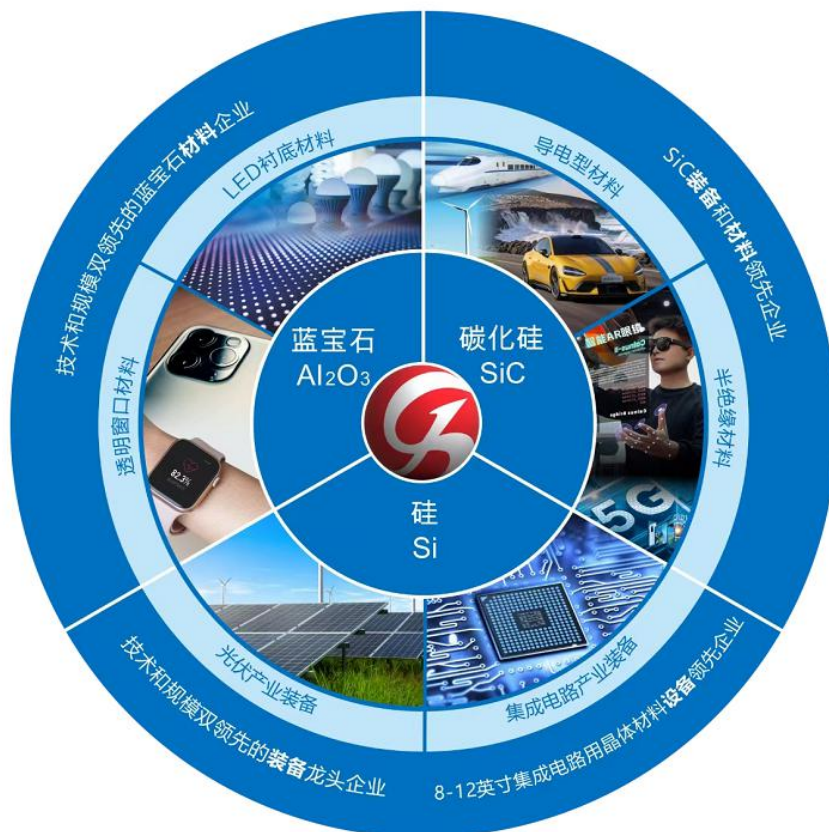 技术和规模双领先的蓝宝石材料企业
SiC装备和材料领先企业
LED衬底材料
导电型材料
透明窗口材料
半绝缘材料
蓝宝石
Al₂O₃
碳化硅
SiC
硅
Si
82.3%
5G
光伏产业装备
集成电路产业装备
技术和规模双领先的装备龙头企业
8-12英寸集成电路用晶体材料设备领先企业